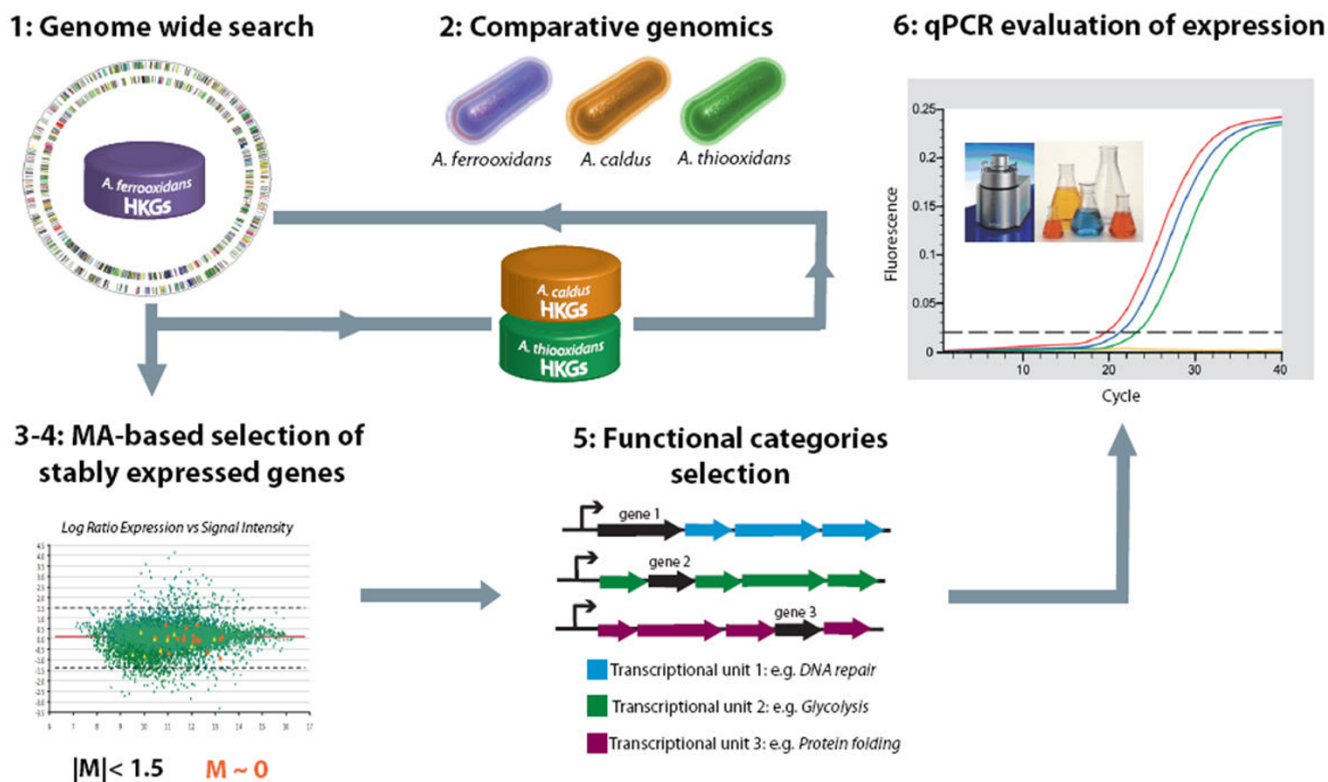 1: Genome wide search
A. ferrooxidans
HKGs
2: Comparative genomics
A. ferrooxidans
A. caldus
A. thiooxidans
A. caldus
HKGs
A. thiooxidans
HKGs
3-4: MA-based selection of
stably expressed genes
Log Ratio Expression vs Signal Intensity
|M|< 1.5
M ~ 0
5: Functional categories
selection
gene 1
gene 2
gene 3
Transcriptional unit 1: e.g. DNA repair
Transcriptional unit 2: e.g. Glycolysis
Transcriptional unit 3: e.g. Protein folding
6: qPCR evaluation of expression
Fluorescence
0.25
0.2
0.15
0.1
0.05
0
10
20
30
40
Cycle